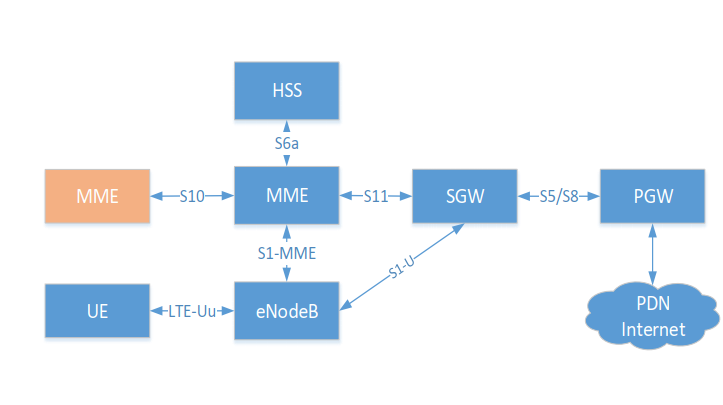 HSS
S6a
MME
S10
MME
S11
SGW
S5/S8
PGW
S1-MME
S1-U
UE
LTE-Uu
eNodeB
PDN
Internet